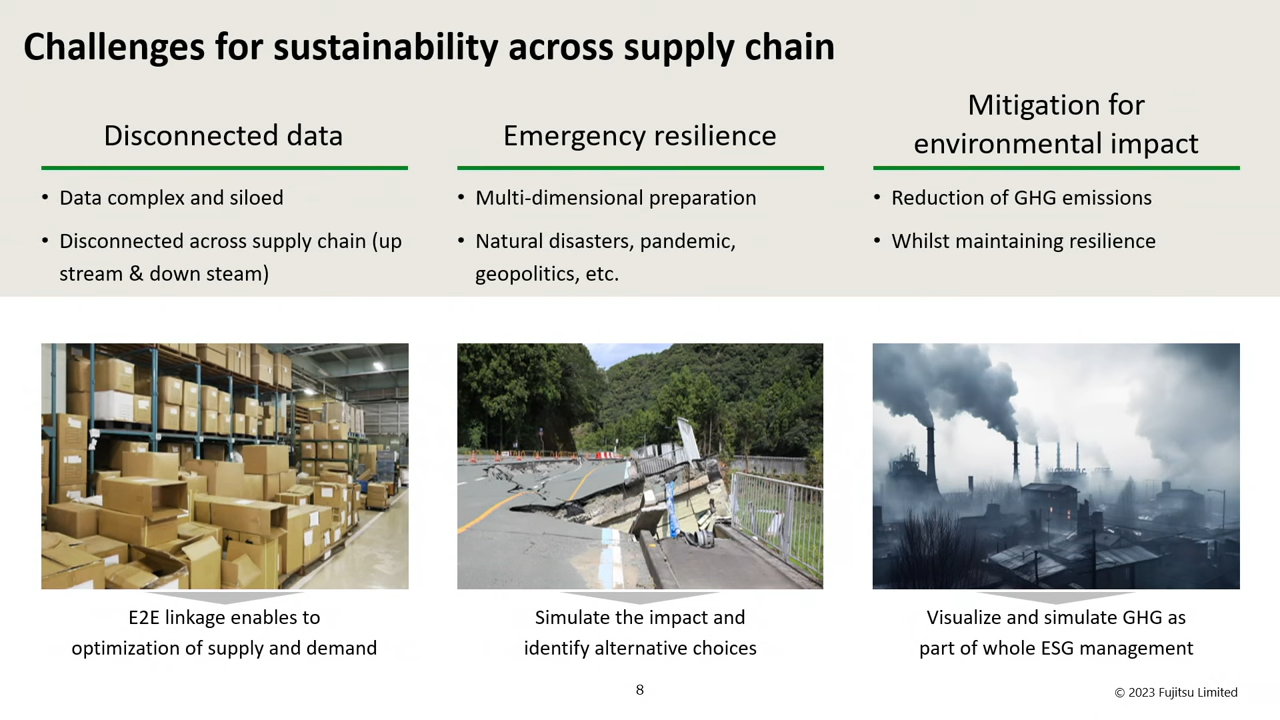 Challenges for sustainability across supply chain
Disconnected data
• Data complex and siloed
• Disconnected across supply chain (up
stream & down steam)
Emergency resilience
• Multi-dimensional preparation
• Natural disasters, pandemic,
geopolitics, etc.
Mitigation for
environmental impact
• Reduction of GHG emissions
• Whilst maintaining resilience
E2E linkage enables to
optimization of supply and demand
Simulate the impact and
identify alternative choices
Visualize and simulate GHG as
part of whole ESG management
8
© 2023 Fujitsu Limited